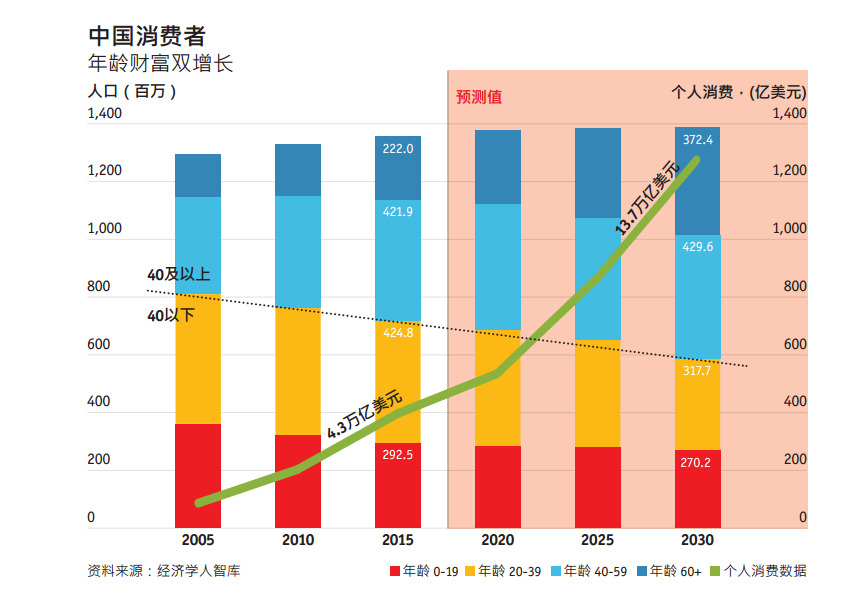 中国消费者
年龄财富双增长
人口（百万）
预测值
个人消费·(亿美元)
1,400 1,400
372.4
222.0
1,200 1,200
13.7万亿美元
421.9
1,000 1,000
429.6
40及以上
800 800
40以下
424.8
600 600
317.7
4.3万亿美元
400 400
292.5
270.2
200 200
0 0
2005 2010 2015 2020 2025 2030
资料来源：经济学人智库 年龄 0-19 年龄 20-39 年龄 40-59 年龄 60+ 个人消费数据